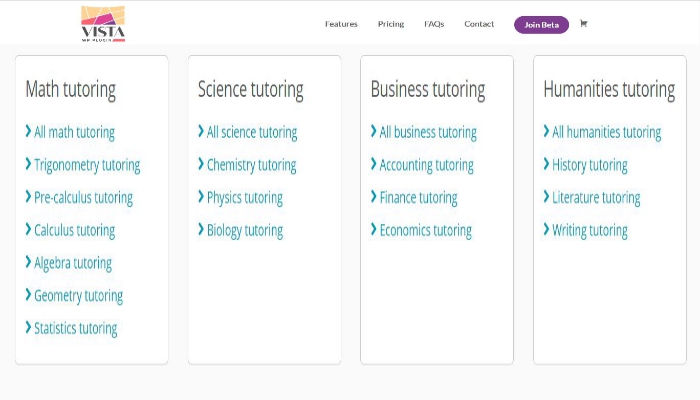 VISTA
WP PLUGIN
Features Pricing FAQs Contact Join Beta
Math tutoring
All math tutoring
Trigonometry tutoring
Pre-calculus tutoring
Calculus tutoring
Algebra tutoring
Geometry tutoring
Statistics tutoring
Science tutoring
All science tutoring
Chemistry tutoring
Physics tutoring
Biology tutoring
Business tutoring
All business tutoring
Accounting tutoring
Finance tutoring
Economics tutoring
Humanities tutoring
All humanities tutoring
History tutoring
Literature tutoring
Writing tutoring